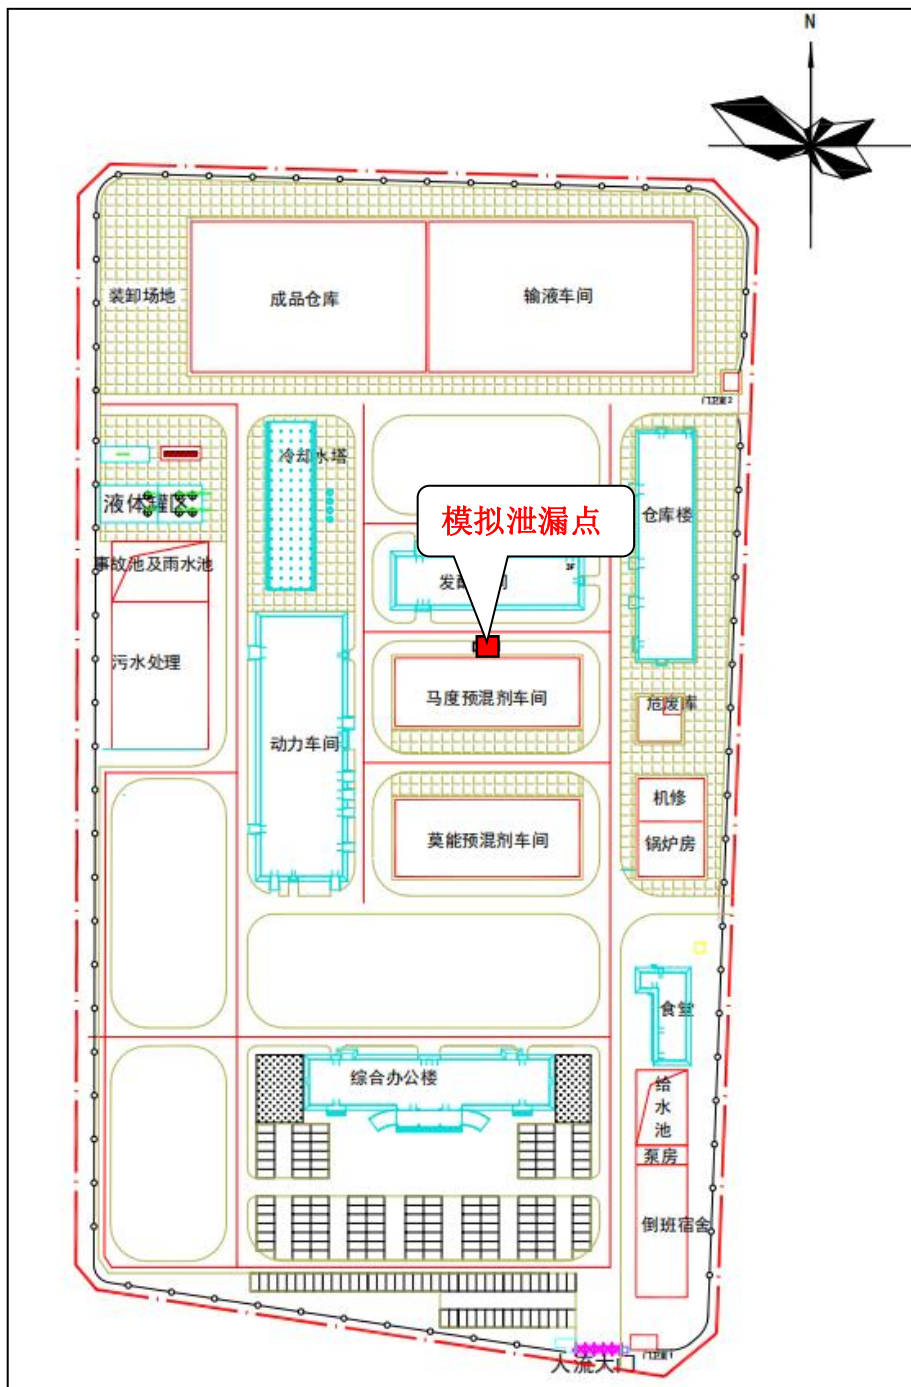 N
装卸场地
成品仓库
输液车间
门卫室2
冷却水塔
液体罐区
模拟泄漏点
仓库楼
事故池及雨水池
2F
污水处理
马度预混剂车间
危废库
动力车间
机修
莫能预混剂车间
锅炉房
食堂
综合办公楼
给
水
池
泵房
倒班宿舍
人流大门
门卫室1